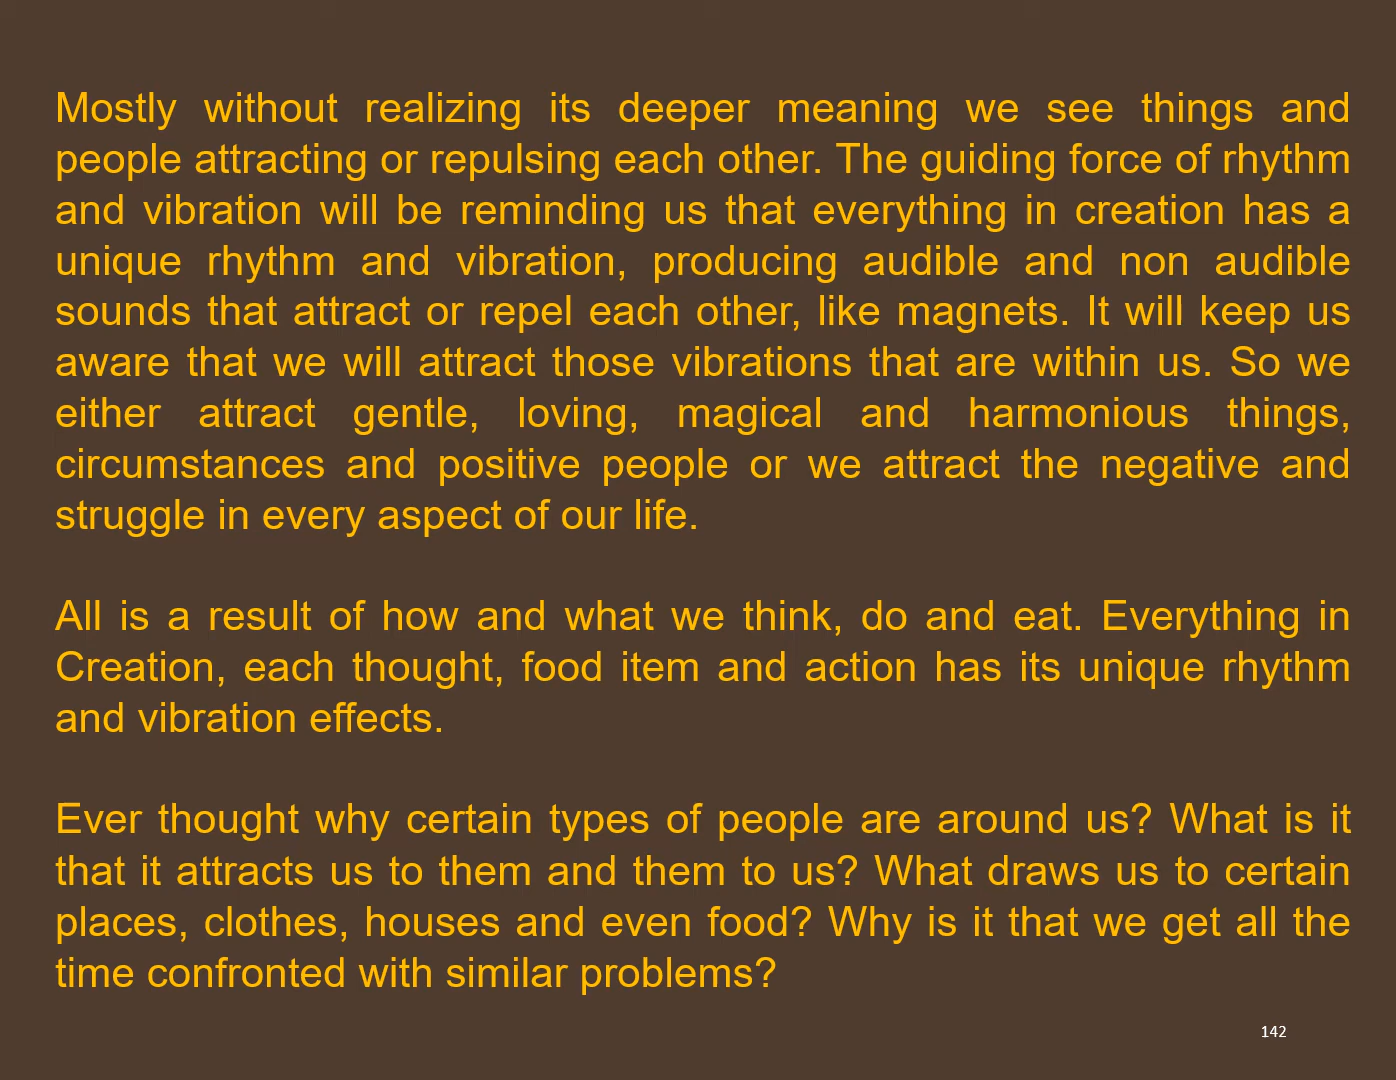 Mostly without realizing its deeper meaning we see things and
people attracting or repulsing each other. The guiding force of rhythm
and vibration will be reminding us that everything in creation has a
unique rhythm and vibration, producing audible and non audible
sounds that attract or repel each other, like magnets. It will keep us
aware that we will attract those vibrations that are within us. So we
either attract gentle, loving, magical and harmonious things,
circumstances and positive people or we attract the negative and
struggle in every aspect of our life.
All is a result of how and what we think, do and eat. Everything in
Creation, each thought, food item and action has its unique rhythm
and vibration effects.
Ever thought why certain types of people are around us? What is it
that it attracts us to them and them to us? What draws us to certain
places, clothes, houses and even food? Why is it that we get all the
time confronted with similar problems?
142